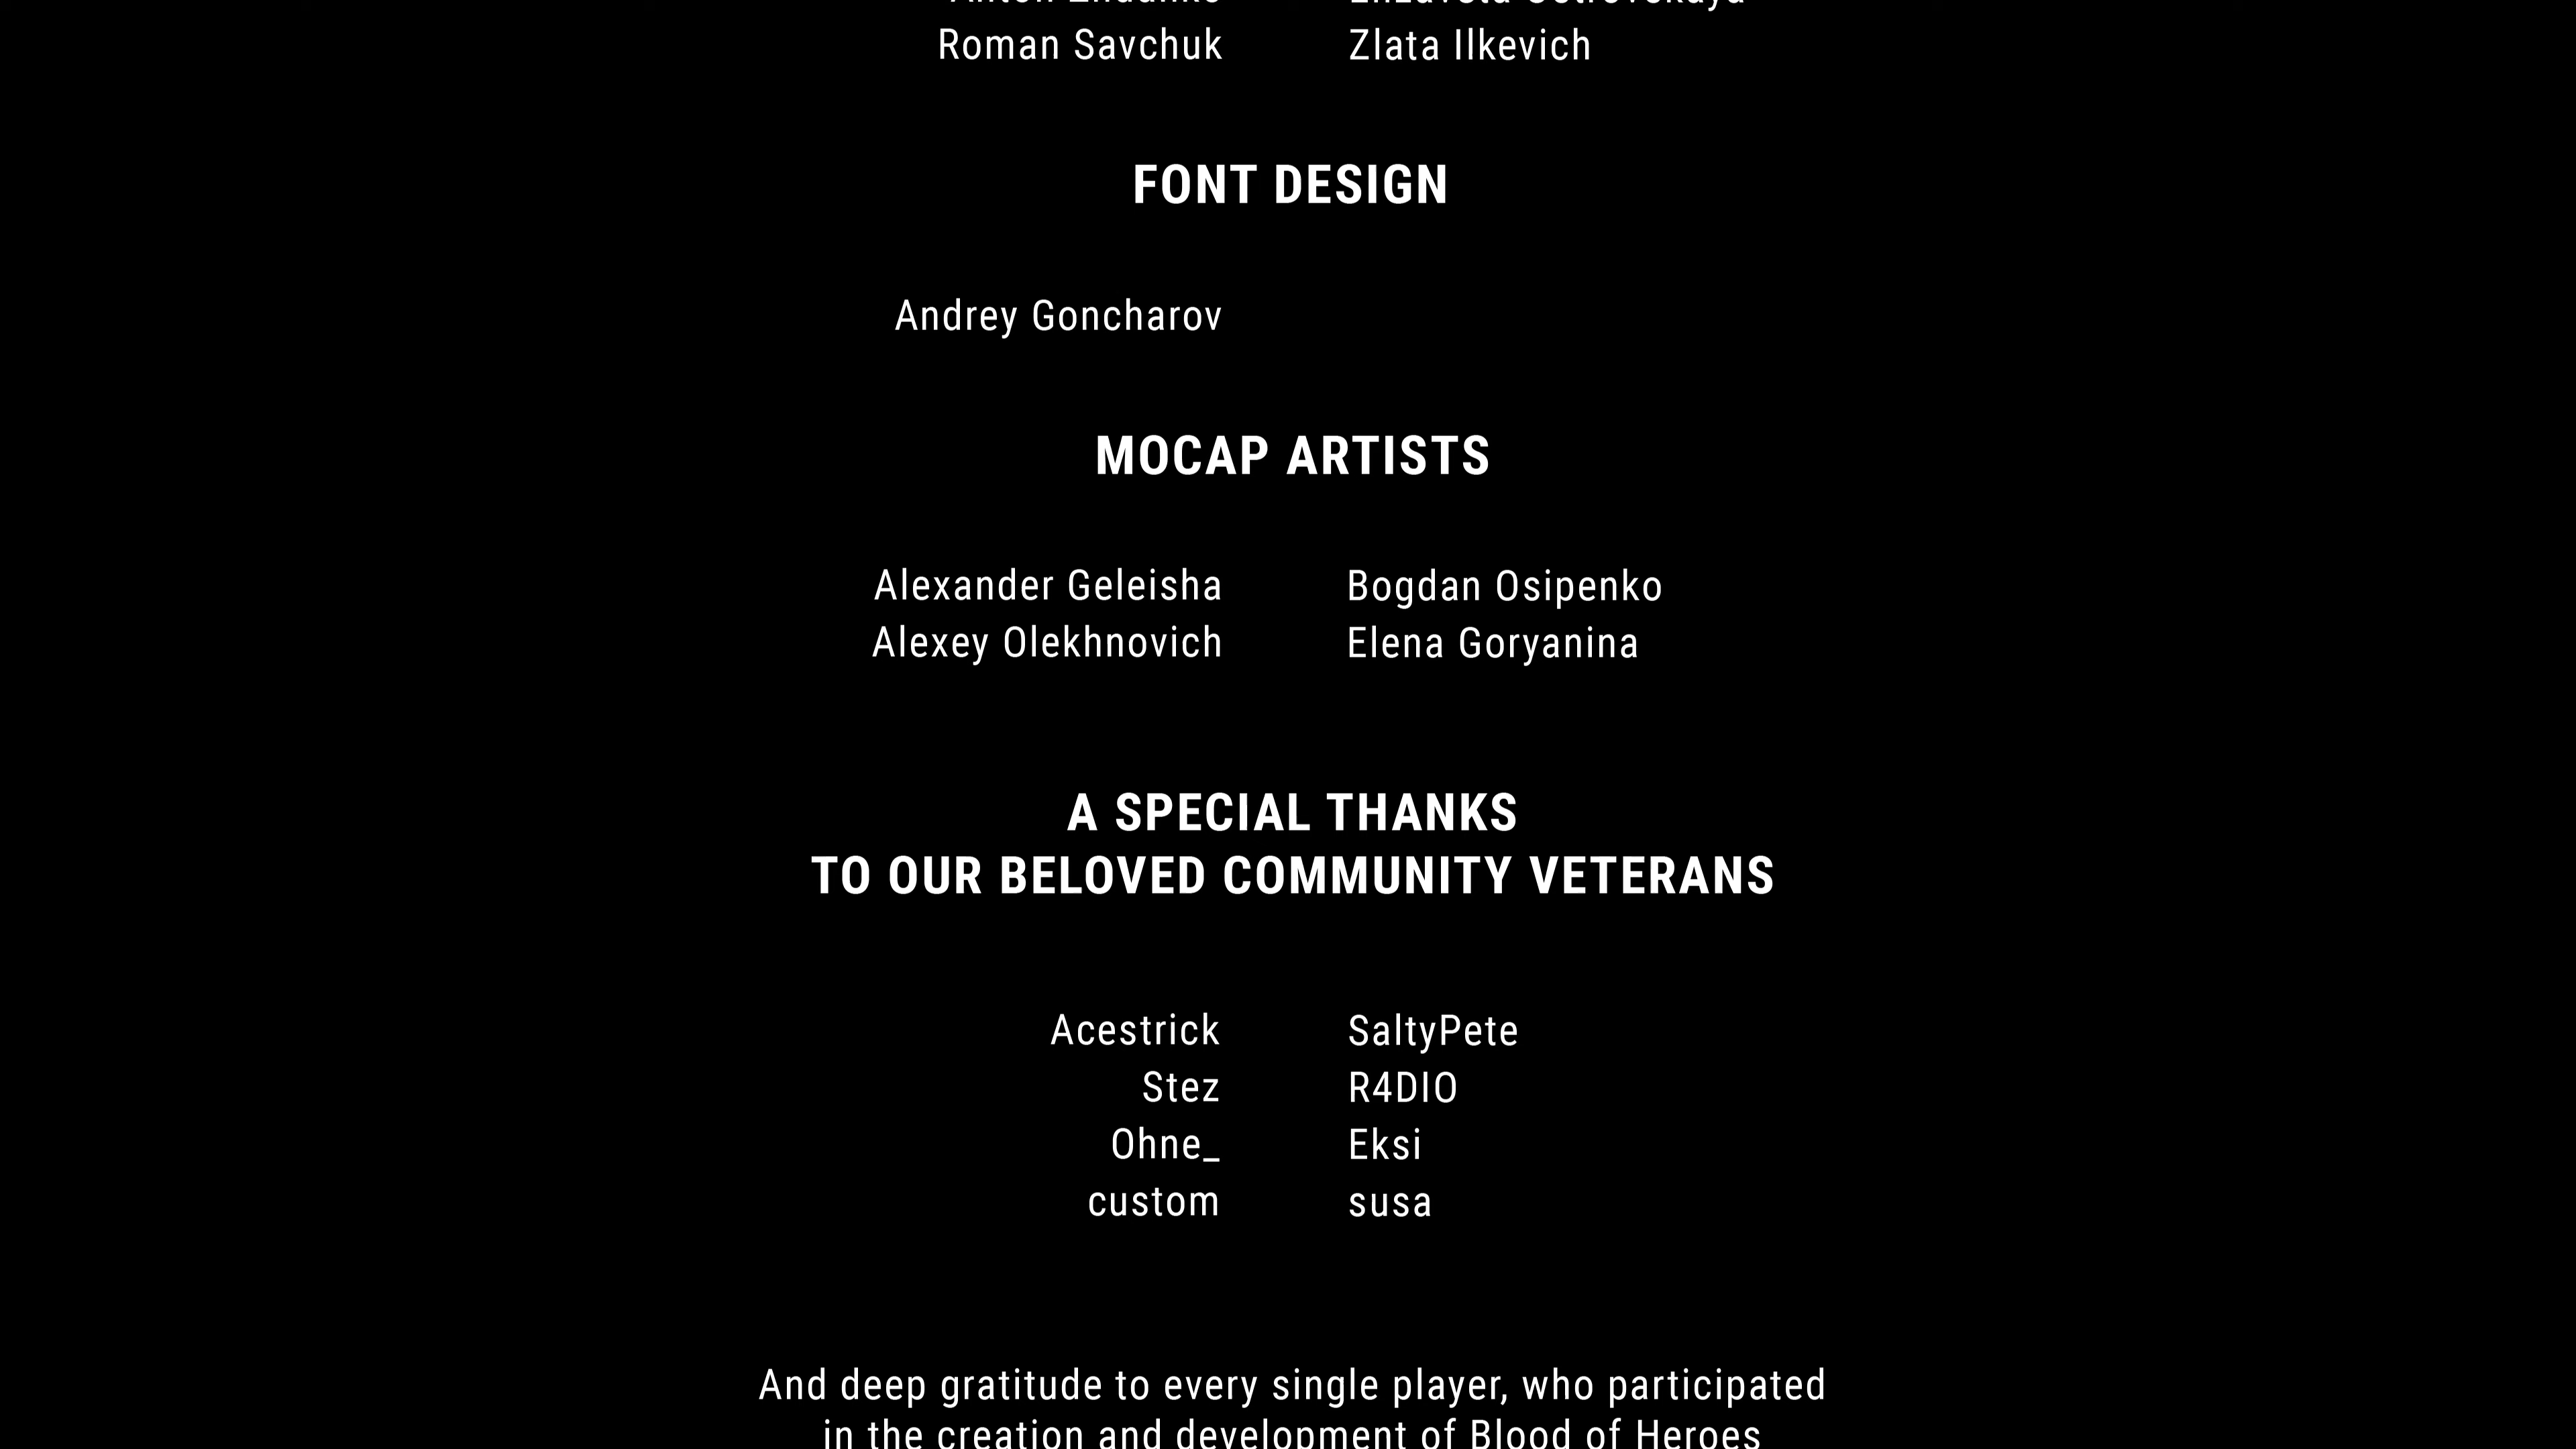 Roman Savchuk Zlata Ilkevich
FONT DESIGN
Andrey Goncharov
MOCAP ARTISTS
Alexander Geleisha Bogdan Osipenko
Alexey Olekhnovich Elena Goryanina
A SPECIAL THANKS
TO OUR BELOVED COMMUNITY VETERANS
Acestrick SaltyPete
Stez R4DIO
Ohne_ Eksi
custom susa
And deep gratitude to every single player, who participated
in the creation and development of Blood of Heroes